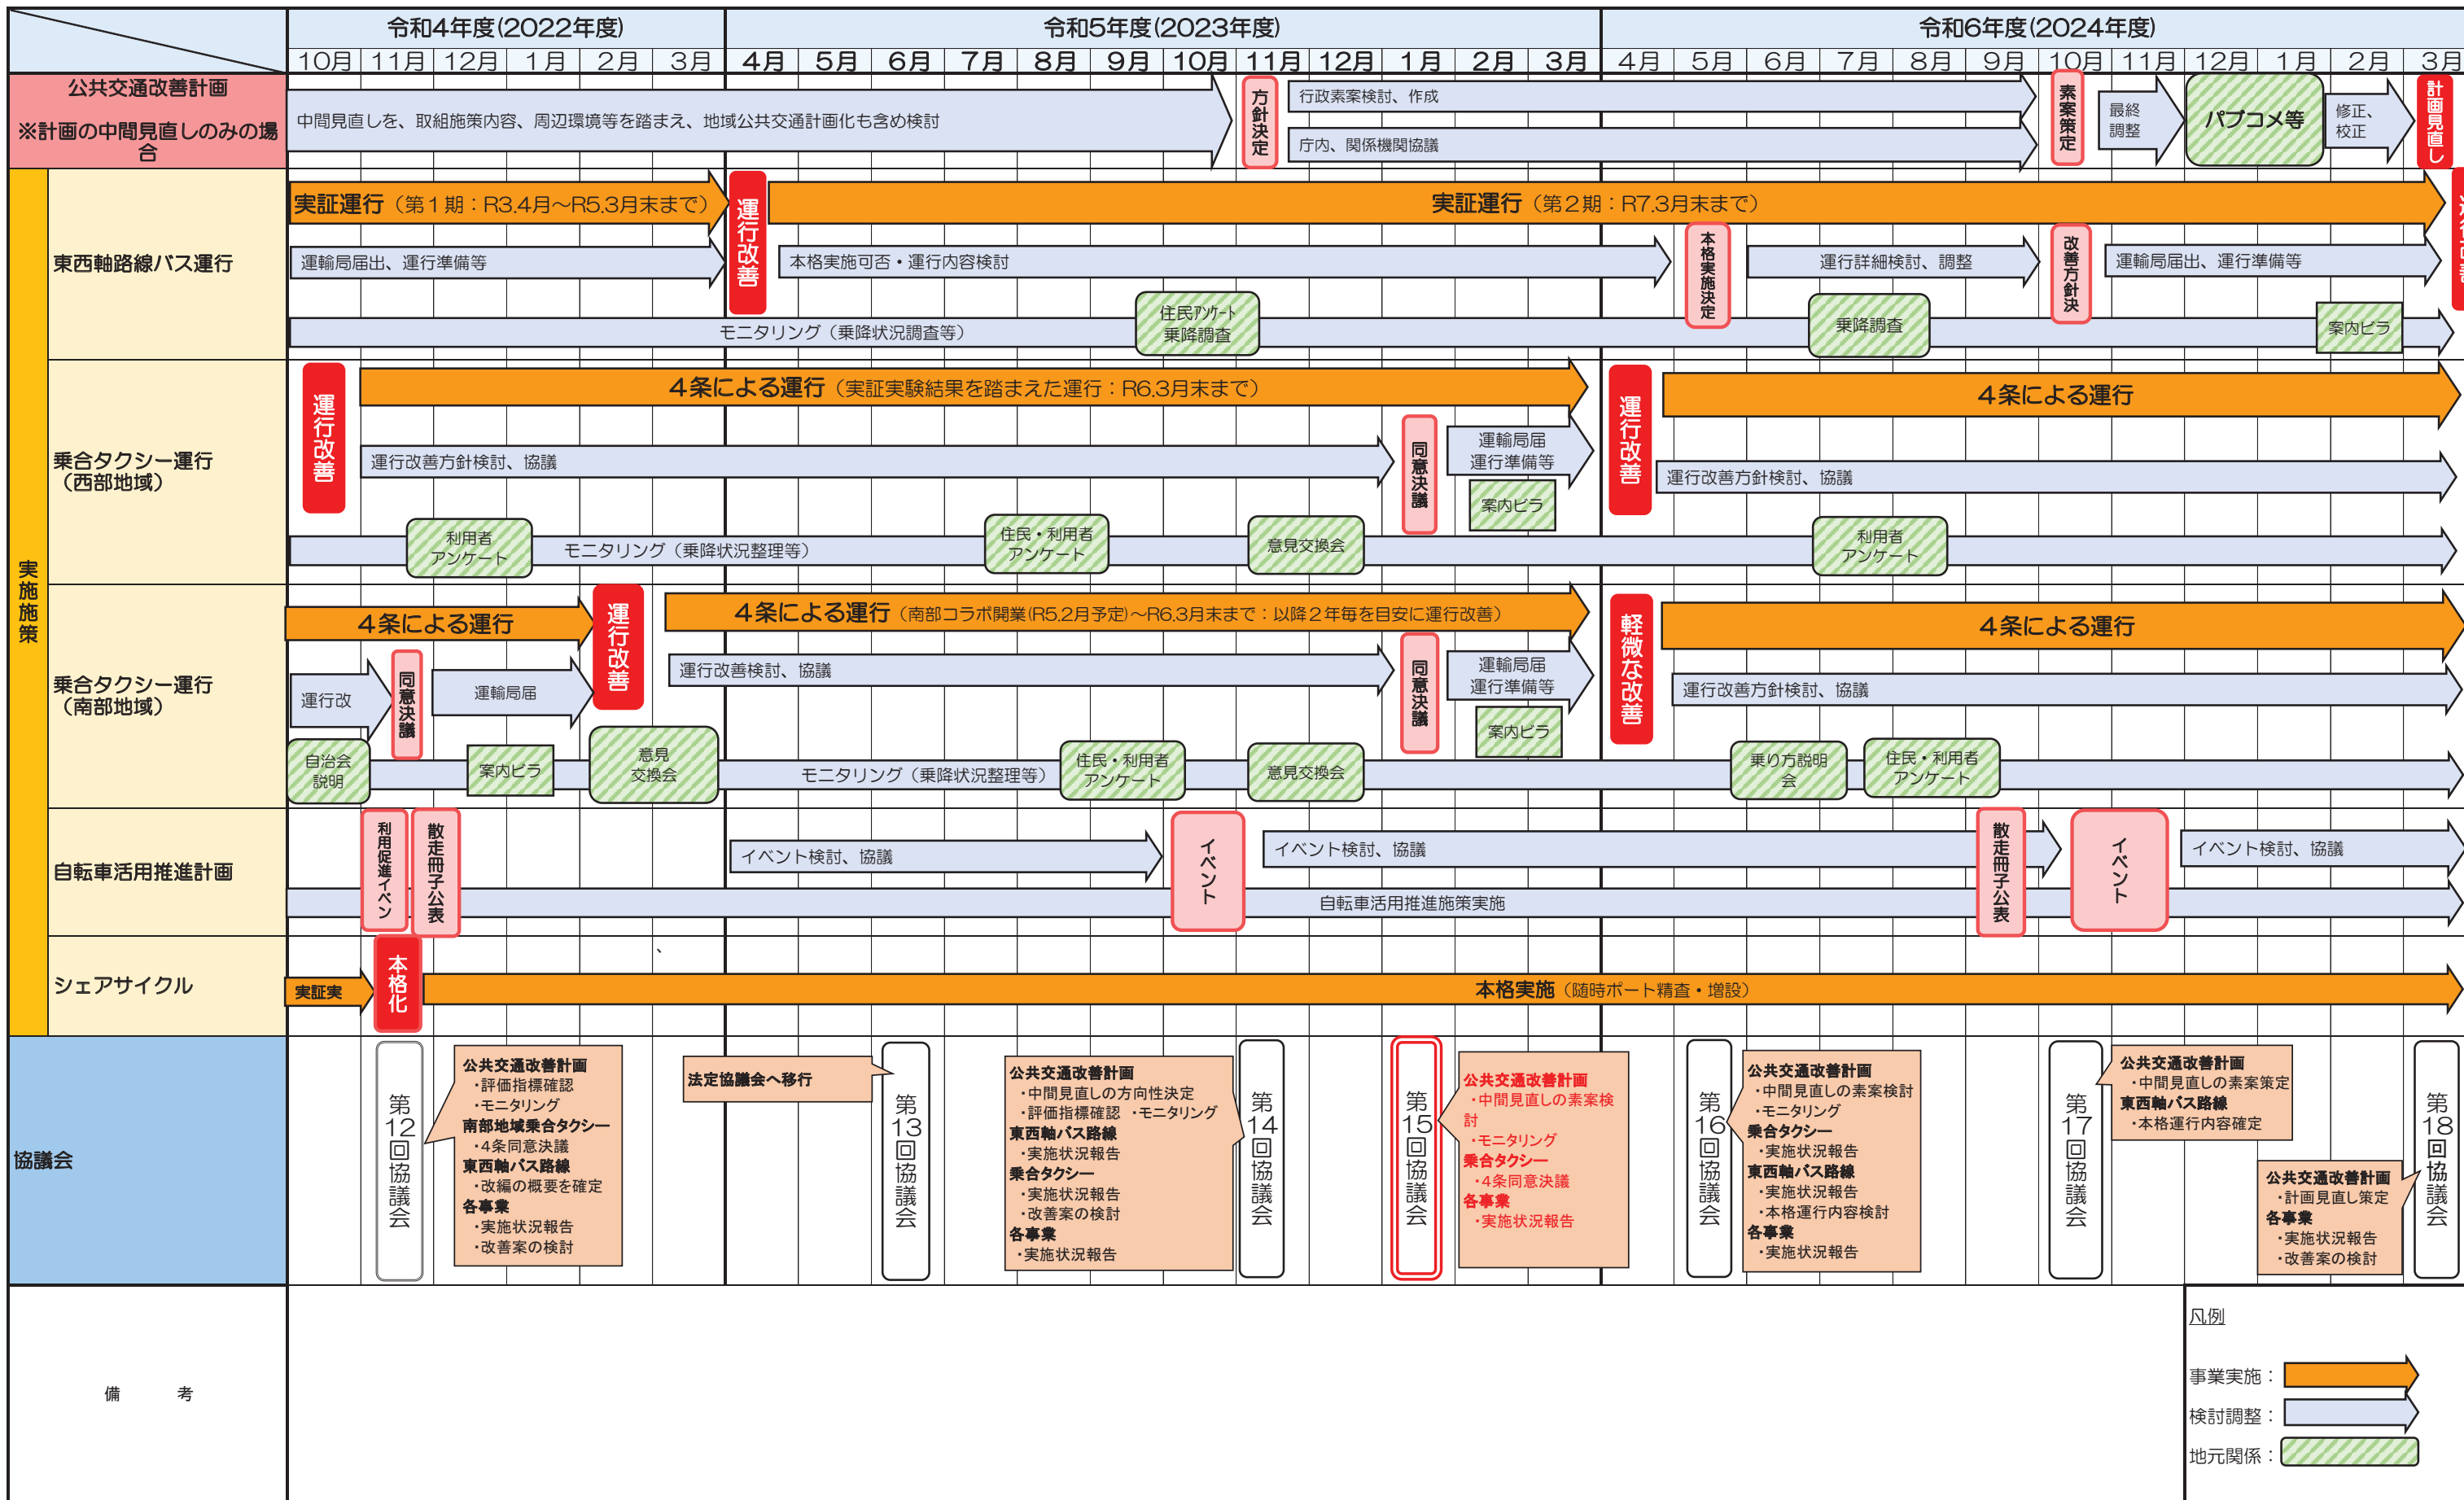 令和4年度(2022年度)
令和5年度(2023年度)
令和6年度(2024年度)
10月 11月 12月 1月 2月 3月 4月 5月 6月 7月 8月 9月 10月 11月 12月 1月 2月 3月 4月 5月 6月 7月 8月 9月 10月 11月 12月 1月 2月 3月
公共交通改善計画
※計画の中間見直しのみの場
合
中間見直しを、取組施策内容、周辺環境等を踏まえ、地域公共交通計画化も含め検討
方針決定
行政素案検討、作成
庁内、関係機関協議
素案策定
最終
調整
パブコメ等
修正、
校正
計画見直し
実施施策
東西軸路線バス運行
実証運行（第１期：R3.4月～R5.3月末まで）
運行改善
実証運行（第２期：R7.3月末まで）
運輸局届出、運行準備等
本格実施可否・運行内容検討
本格実施決定
運行詳細検討、調整
改善方針決
運輸局届出、運行準備等
モニタリング（乗降状況調査等）
住民ｱﾝｹｰﾄ
乗降調査
乗降調査
案内ビラ
乗合タクシー運行
（西部地域）
運行改善
４条による運行（実証実験結果を踏まえた運行：R6.3月末まで）
運行改善
４条による運行
運行改善方針検討、協議
同意決議
運輸局届
運行準備等
案内ビラ
運行改善方針検討、協議
利用者
アンケート
モニタリング（乗降状況整理等）
住民・利用者
アンケート
意見交換会
利用者
アンケート
乗合タクシー運行
（南部地域）
４条による運行
運行改善
４条による運行（南部コラボ開業(R5.2月予定)～R6.3月末まで：以降２年毎を目安に運行改善）
軽微な改善
４条による運行
運行改
同意決議
運輸局届
運行改善検討、協議
同意決議
運輸局届
運行準備等
案内ビラ
運行改善方針検討、協議
自治会
説明
案内ビラ
意見
交換会
モニタリング（乗降状況整理等）
住民・利用者
アンケート
意見交換会
乗り方説明
会
住民・利用者
アンケート
自転車活用推進計画
利用促進イベン
散走冊子公表
イベント検討、協議
イベント
イベント検討、協議
散走冊子公表
イベント
イベント検討、協議
自転車活用推進施策実施
シェアサイクル
実証実
本格化
、
本格実施（随時ポート精査・増設）
協議会
第12回協議会
公共交通改善計画
・評価指標確認
・モニタリング
南部地域乗合タクシー
・4条同意決議
東西軸バス路線
・改編の概要を確定
各事業
・実施状況報告
・改善案の検討
法定協議会へ移行
第13回協議会
公共交通改善計画
・中間見直しの方向性決定
・評価指標確認　・モニタリング
東西軸バス路線
・実施状況報告
乗合タクシー
・実施状況報告
・改善案の検討
各事業
・実施状況報告
第14回協議会
第15回協議会
公共交通改善計画
・中間見直しの素案検
討
・モニタリング
乗合タクシー
・4条同意決議
各事業
・実施状況報告
第16回協議会
公共交通改善計画
・中間見直しの素案検討
・モニタリング
乗合タクシー
・実施状況報告
東西軸バス路線
・実施状況報告
・本格運行内容検討
各事業
・実施状況報告
第17回協議会
公共交通改善計画
・中間見直しの素案策定
東西軸バス路線
・本格運行内容確定
公共交通改善計画
・計画見直し策定
各事業
・実施状況報告
・改善案の検討
第18回協議会
備　考
凡例
事業実施：
検討調整：
地元関係：